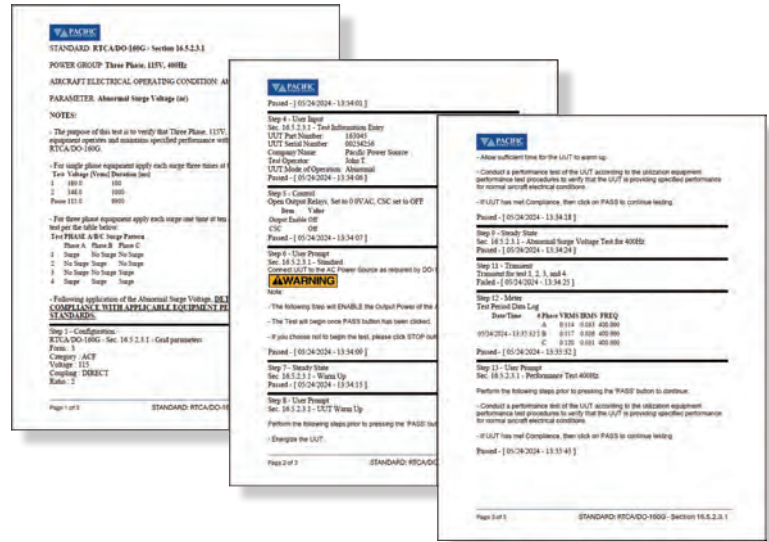 PACIFIC
STANDARD: RTCA/DO-160G - Section 16.5.2.3.1
POWER GROUP: Three Phase, 115V, 400Hz
AIRCRAFT ELECTRICAL OPERATING CONDITION:
PARAMETER: Abnormal Surge Voltage (ac)
NOTES:
- The purpose of this test is to verify that Three Phase, 115V,
equipment operates and maintains specified performance
RTCA/DO-160G.
- For single phase equipment apply each surge three times
Test Voltage [Vrms] Duration (ms)
1 180.0 100
2 148.0 1000
Pause 115.0
- For three phase equipment apply each surge one time at ten
test per the table below:
Test PHASE A/B/C Surge Pattern
Phase A Phase B Phase C
1 Surge No Surge No Surge
2 No Surge Surge No Surge
3 No Surge No Surge Surge
4 Surge Surge Surge
- Following application of the Abnormal Surge Voltage,
COMPLIANCE WITH APPLICABLE EQUIPMENT
STANDARDS.
Step 1 - Configuration
RTCA/DO-160G - Sec. 16.5.2.3.1 - Grid parameters
Form : 3
Category : ACF
Voltage : 115
Coupling : DIRECT
Ratio : 2
Page 1 of 3 STANDARD:
PACIFIC
Passed - [ 05/24/2024 - 13:34:01 ]
Step 4 - User Input
Sec. 16.5.2.3.1 - Test Information Entry
UUT Part Number: 163045
UUT Serial Number: 00234256
Company Name: Pacific Power Source
Test Operator: John T.
UUT Mode of Operation: Abnormal
Passed - [ 05/24/2024 - 13:34:06 ]
Step 5 - Control
Open Output Relays, Set to 0.0VAC, CSC set to OFF
Item Value
Output Enable Off
CSC Off
Passed - [ 05/24/2024 - 13:34:07 ]
Step 6 - User Prompt
Sec. 16.5.2.3.1 - Standard
Connect UUT to the AC Power Source as required by
WARNING
Note:
- The following Step will ENABLE the Output Power of the
- The Test will begin once PASS button has been clicked.
- If you choose not to begin the test, please click STOP
Passed - [ 05/24/2024 - 13:34:09 ]
Step 7 - Steady State
Sec. 16.5.2.3.1 - Warm Up
Passed - [ 05/24/2024 - 13:34:15 ]
Step 8 - User Prompt
Sec. 16.5.2.3.1 - UUT Warm Up
Perform the following steps prior to pressing the 'PASS'
- Energize the UUT.
Page 2 of 3 STANDARD:
PACIFIC
- Allow sufficient time for the UUT to warm up.
- Conduct a performance test of the UUT according to the utilization equipment
performance test procedures to verify that the UUT is providing specified performance
for normal aircraft electrical conditions.
- If UUT has met Compliance, then click on PASS to continue testing.
Passed - [ 05/24/2024 - 13:34:18 ]
Step 9 - Steady State
Sec. 16.5.2.3.1 - Abnormal Surge Voltage Test for 400Hz
Passed - [ 05/24/2024 - 13:34:24 ]
Step 11 - Transient
Transient for test 1, 2, 3, and 4
Failed - [ 05/24/2024 - 13:34:25 ]
Step 12 - Meter
Test Period Data Log
Date/Time # Phase VRMS IRMS FREQ
A 0.114 400.000
05/24/2024 - B 0.117 400.000
C 0.120 400.000
Passed - [ 05/24/2024 - 13:35:32 ]
Step 13 - User Prompt
Sec. 16.5.2.3.1 - Performance Test 400Hz
Perform the following steps prior to pressing the 'PASS' button to continue.
- Conduct a performance test of the UUT according to the utilization equipment
performance test procedures to verify that the UUT is providing specified performance
for normal aircraft electrical conditions.
- If UUT has met Compliance, then click on PASS to continue testing.
Passed - [ 05/24/2024 - 13:35:45 ]
Page 3 of 3 STANDARD: RTCA/DO-160G - Section 16.5.2.3.1